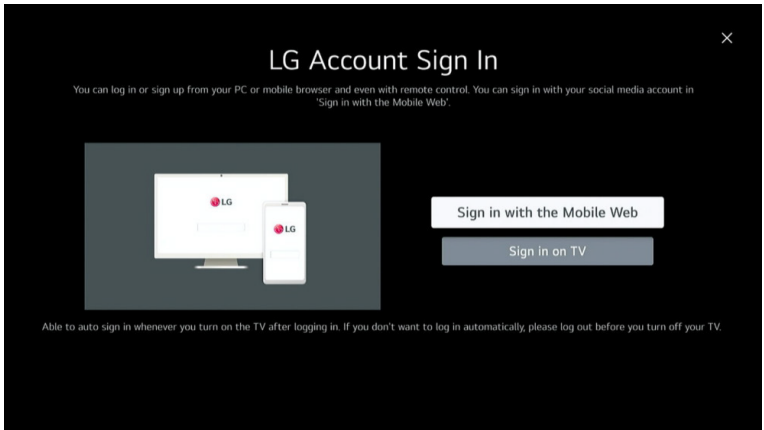 LG Account Sign In
You can log in or sign up from your PC or mobile browser and even with remote control. You can sign in with your social media account in
'Sign in with the Mobile Web'.
LG
LG
Sign in with the Mobile Web
Sign in on TV
Able to auto sign in whenever you turn on the TV after logging in. If you don't want to log in automatically, please log out before you turn off your TV.